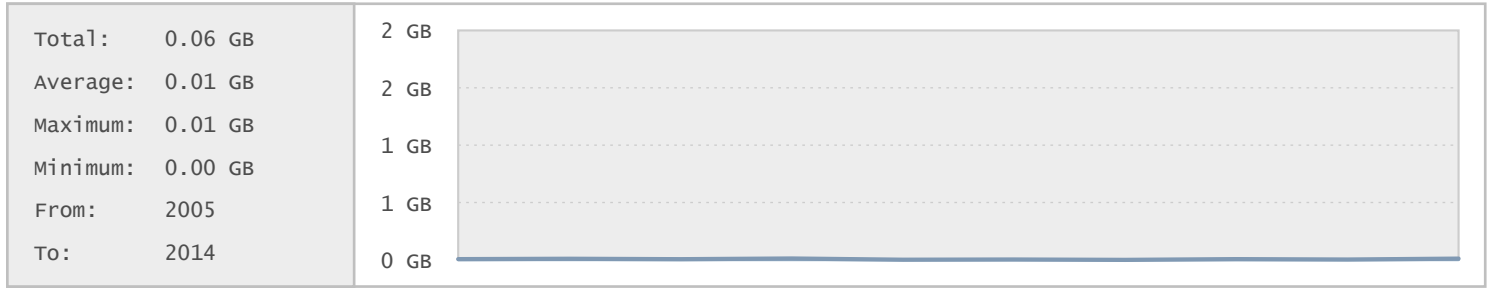 Total: 0.06 GB
Average: 0.01 GB
Maximum: 0.01 GB
Minimum: 0.00 GB
From: 2005
To: 2014
2 GB
2 GB
1 GB
1 GB
0 GB